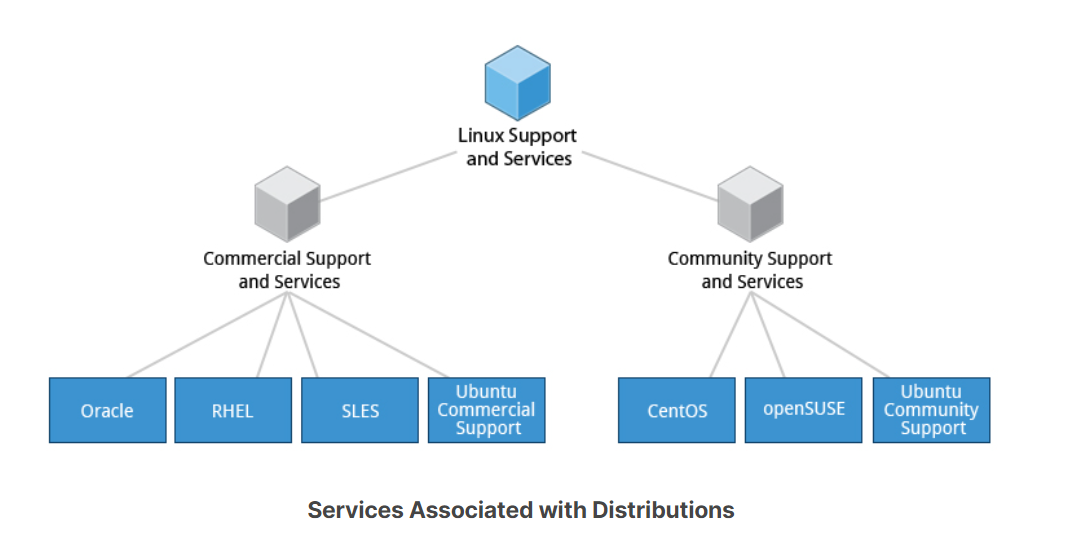 Linux Support
and Services
Commercial Support
and Services
Community Support
and Services
Oracle
RHEL
SLES
Ubuntu
Commercial
Support
CentOS
openSUSE
Ubuntu
Community
Support
Services Associated with Distributions